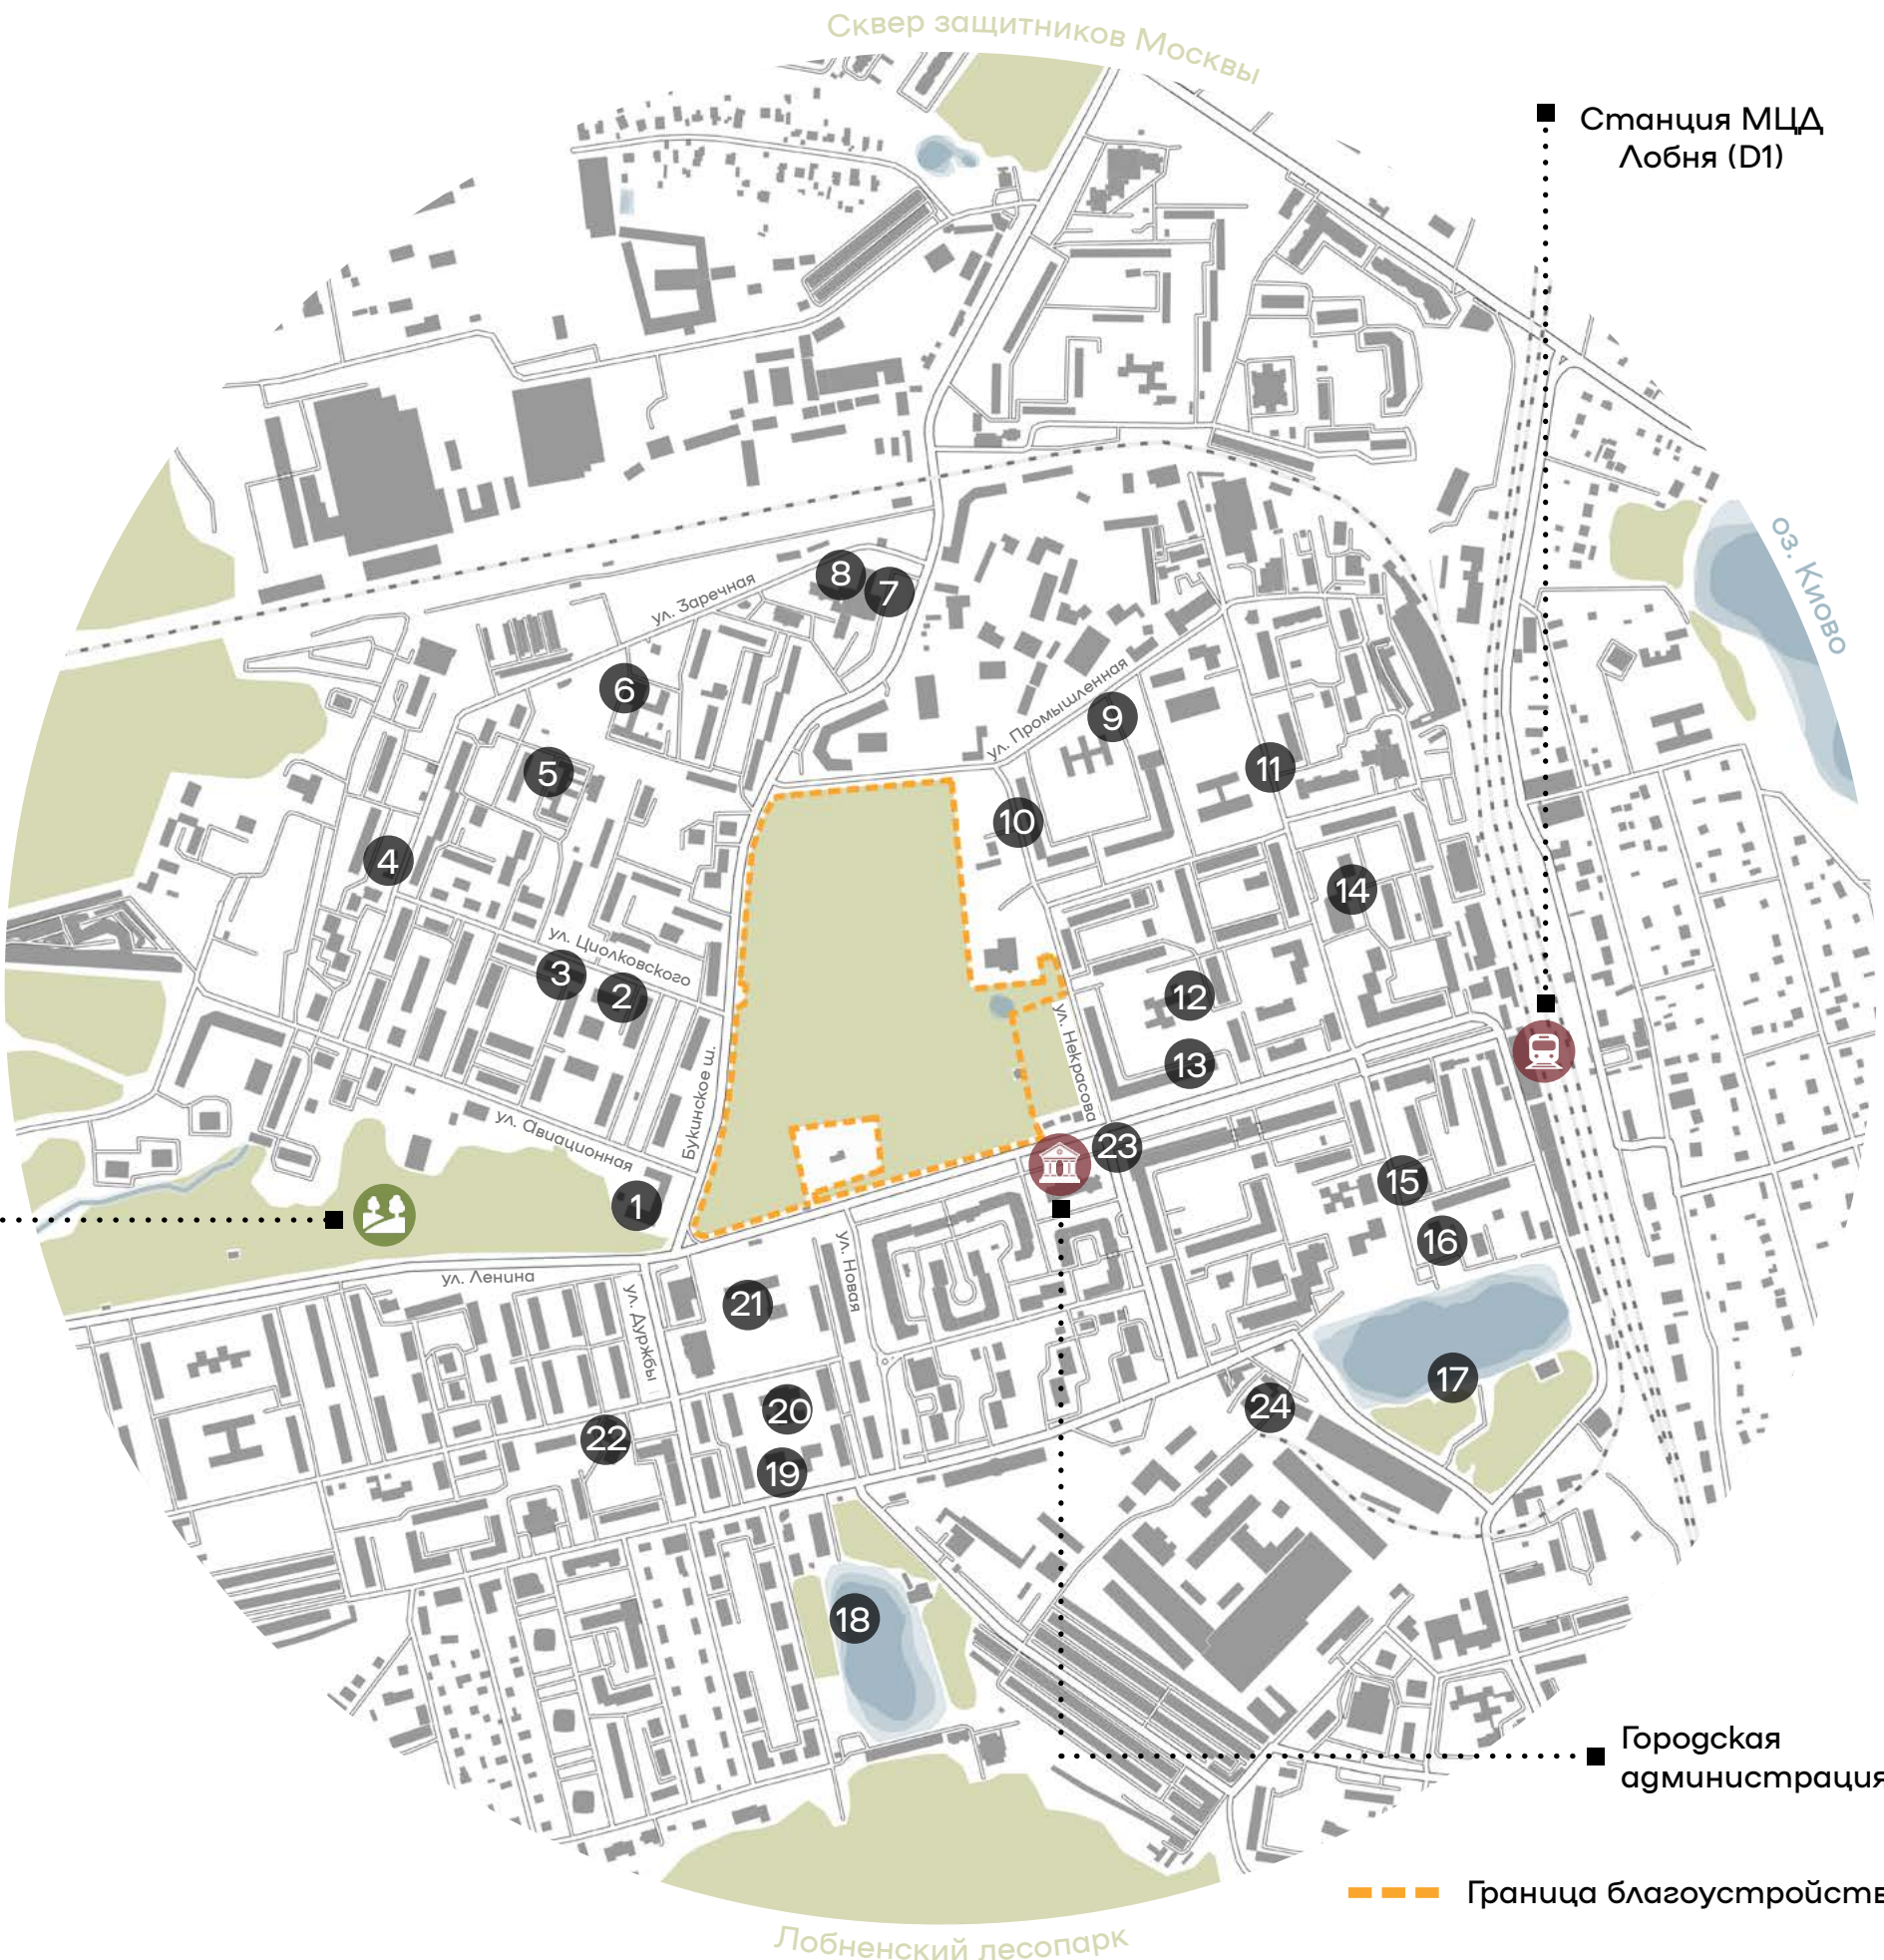 Сквер защитников Москвы
Станция МЦД
Лобня (D1)
оз. Киово
8
7
ул. Заречная
6
ул. Промышленная
9
5
11
10
4
14
ул. Циолковского
3
2
12
ул. Некрасова
13
Букинское ш.
ул. Авиационная
23
15
1
16
ул. Новая
ул. Ленина
21
ул. Дуржбы
17
20
24
22
19
18
Городская
администрация
Граница благоустройств
Лобненский лесопарк